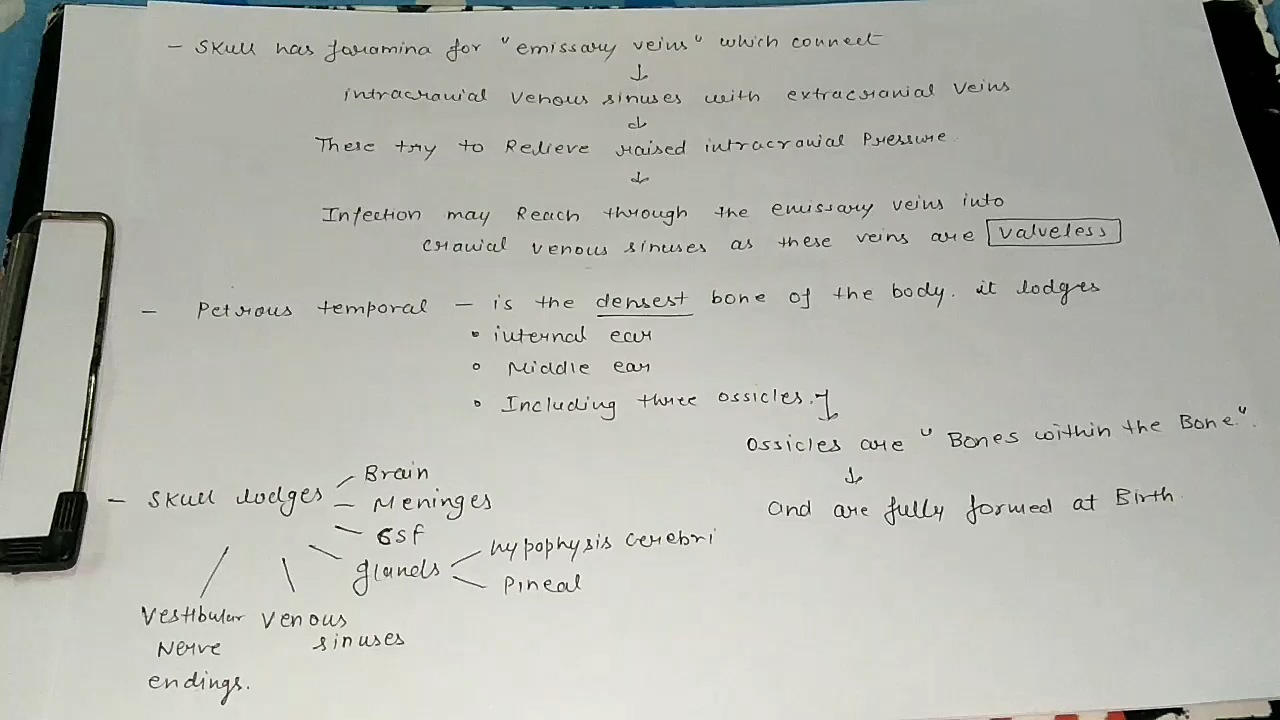 - Skull has foramina for "emissary veins" which connect
↓
intracranial venous sinuses with extracranial veins
↓
These try to Relieve raised intracranial Pressure.
↓
Infection may Reach through the emissary veins into
cranial venous sinuses as these veins are valveless
- Petrous temporal - is the densest bone of the body. it lodges
• internal ear
• Middle ear
• Including three ossicles.
↓
Ossicles are "Bones within the Bone".
↓
and are fully formed at Birth.
- Skull lodges
Brain
Meninges
CSF
glands
hypophysis cerebri
Pineal
Vestibular Nerve endings.
Venous sinuses